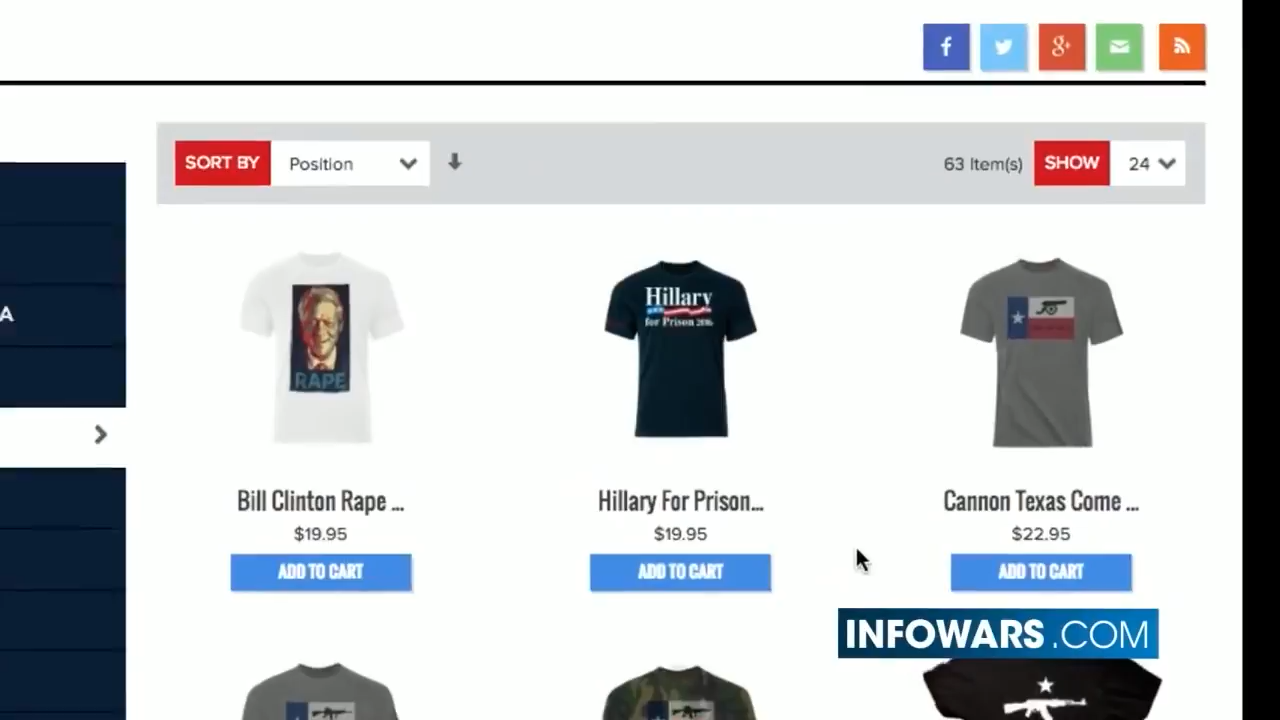 f
g+
SORT BY Position
63 Item(s) SHOW 24
A
RAPE
Hillary
for Prison 2016
Bill Clinton Rape ...
Hillary For Prison...
Cannon Texas Come ...
$19.95
$19.95
$22.95
ADD TO CART
ADD TO CART
ADD TO CART
INFOWARS.COM